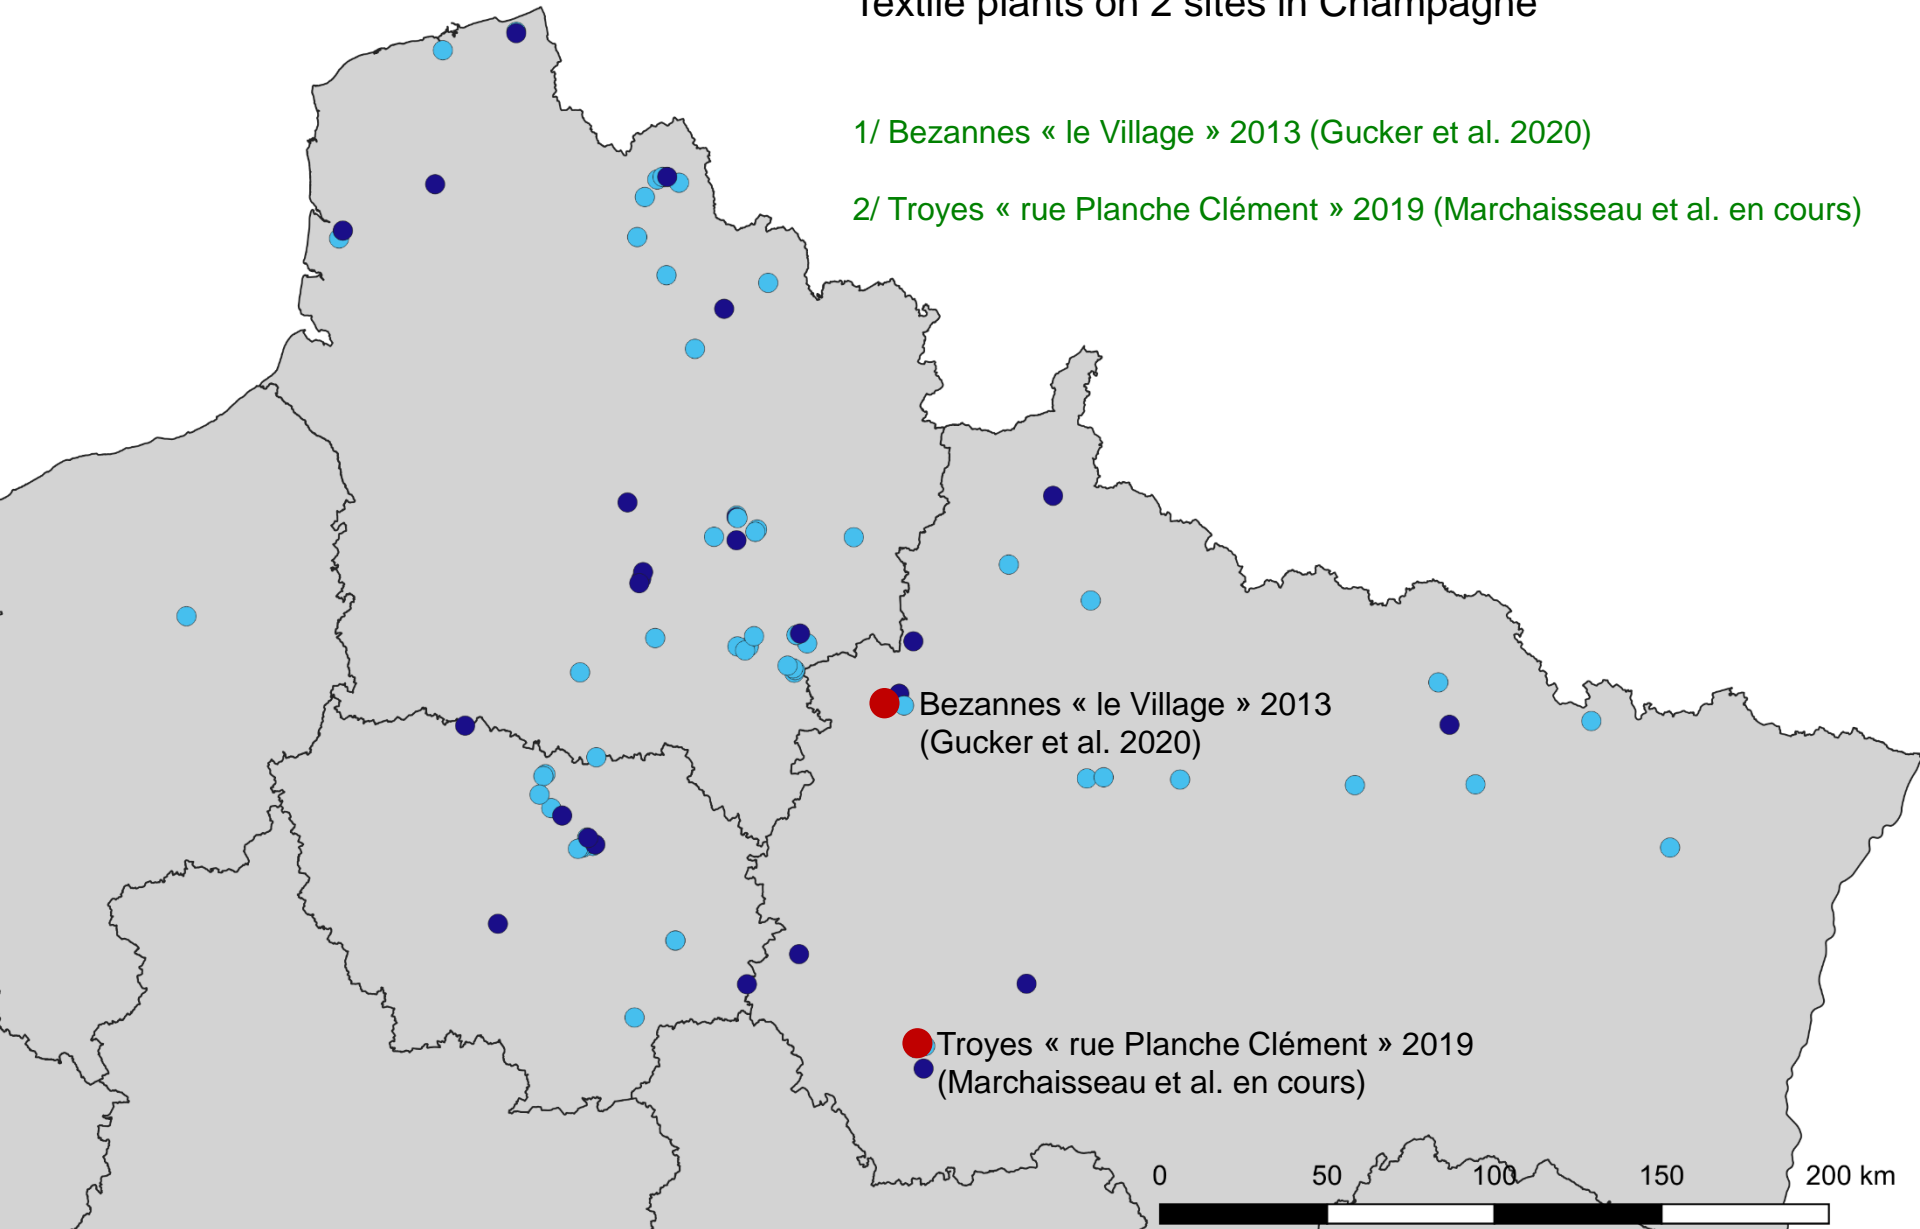 Textile plants on 2 sites in Champagne
1/ Bezannes « le Village » 2013 (Gucker et al. 2020)
2/ Troyes « rue Planche Clément » 2019 (Marchaisseau et al. en cours)
Bezannes « le Village » 2013
(Gucker et al. 2020)
Troyes « rue Planche Clément » 2019
(Marchaisseau et al. en cours)
0 50 100 150 200 km